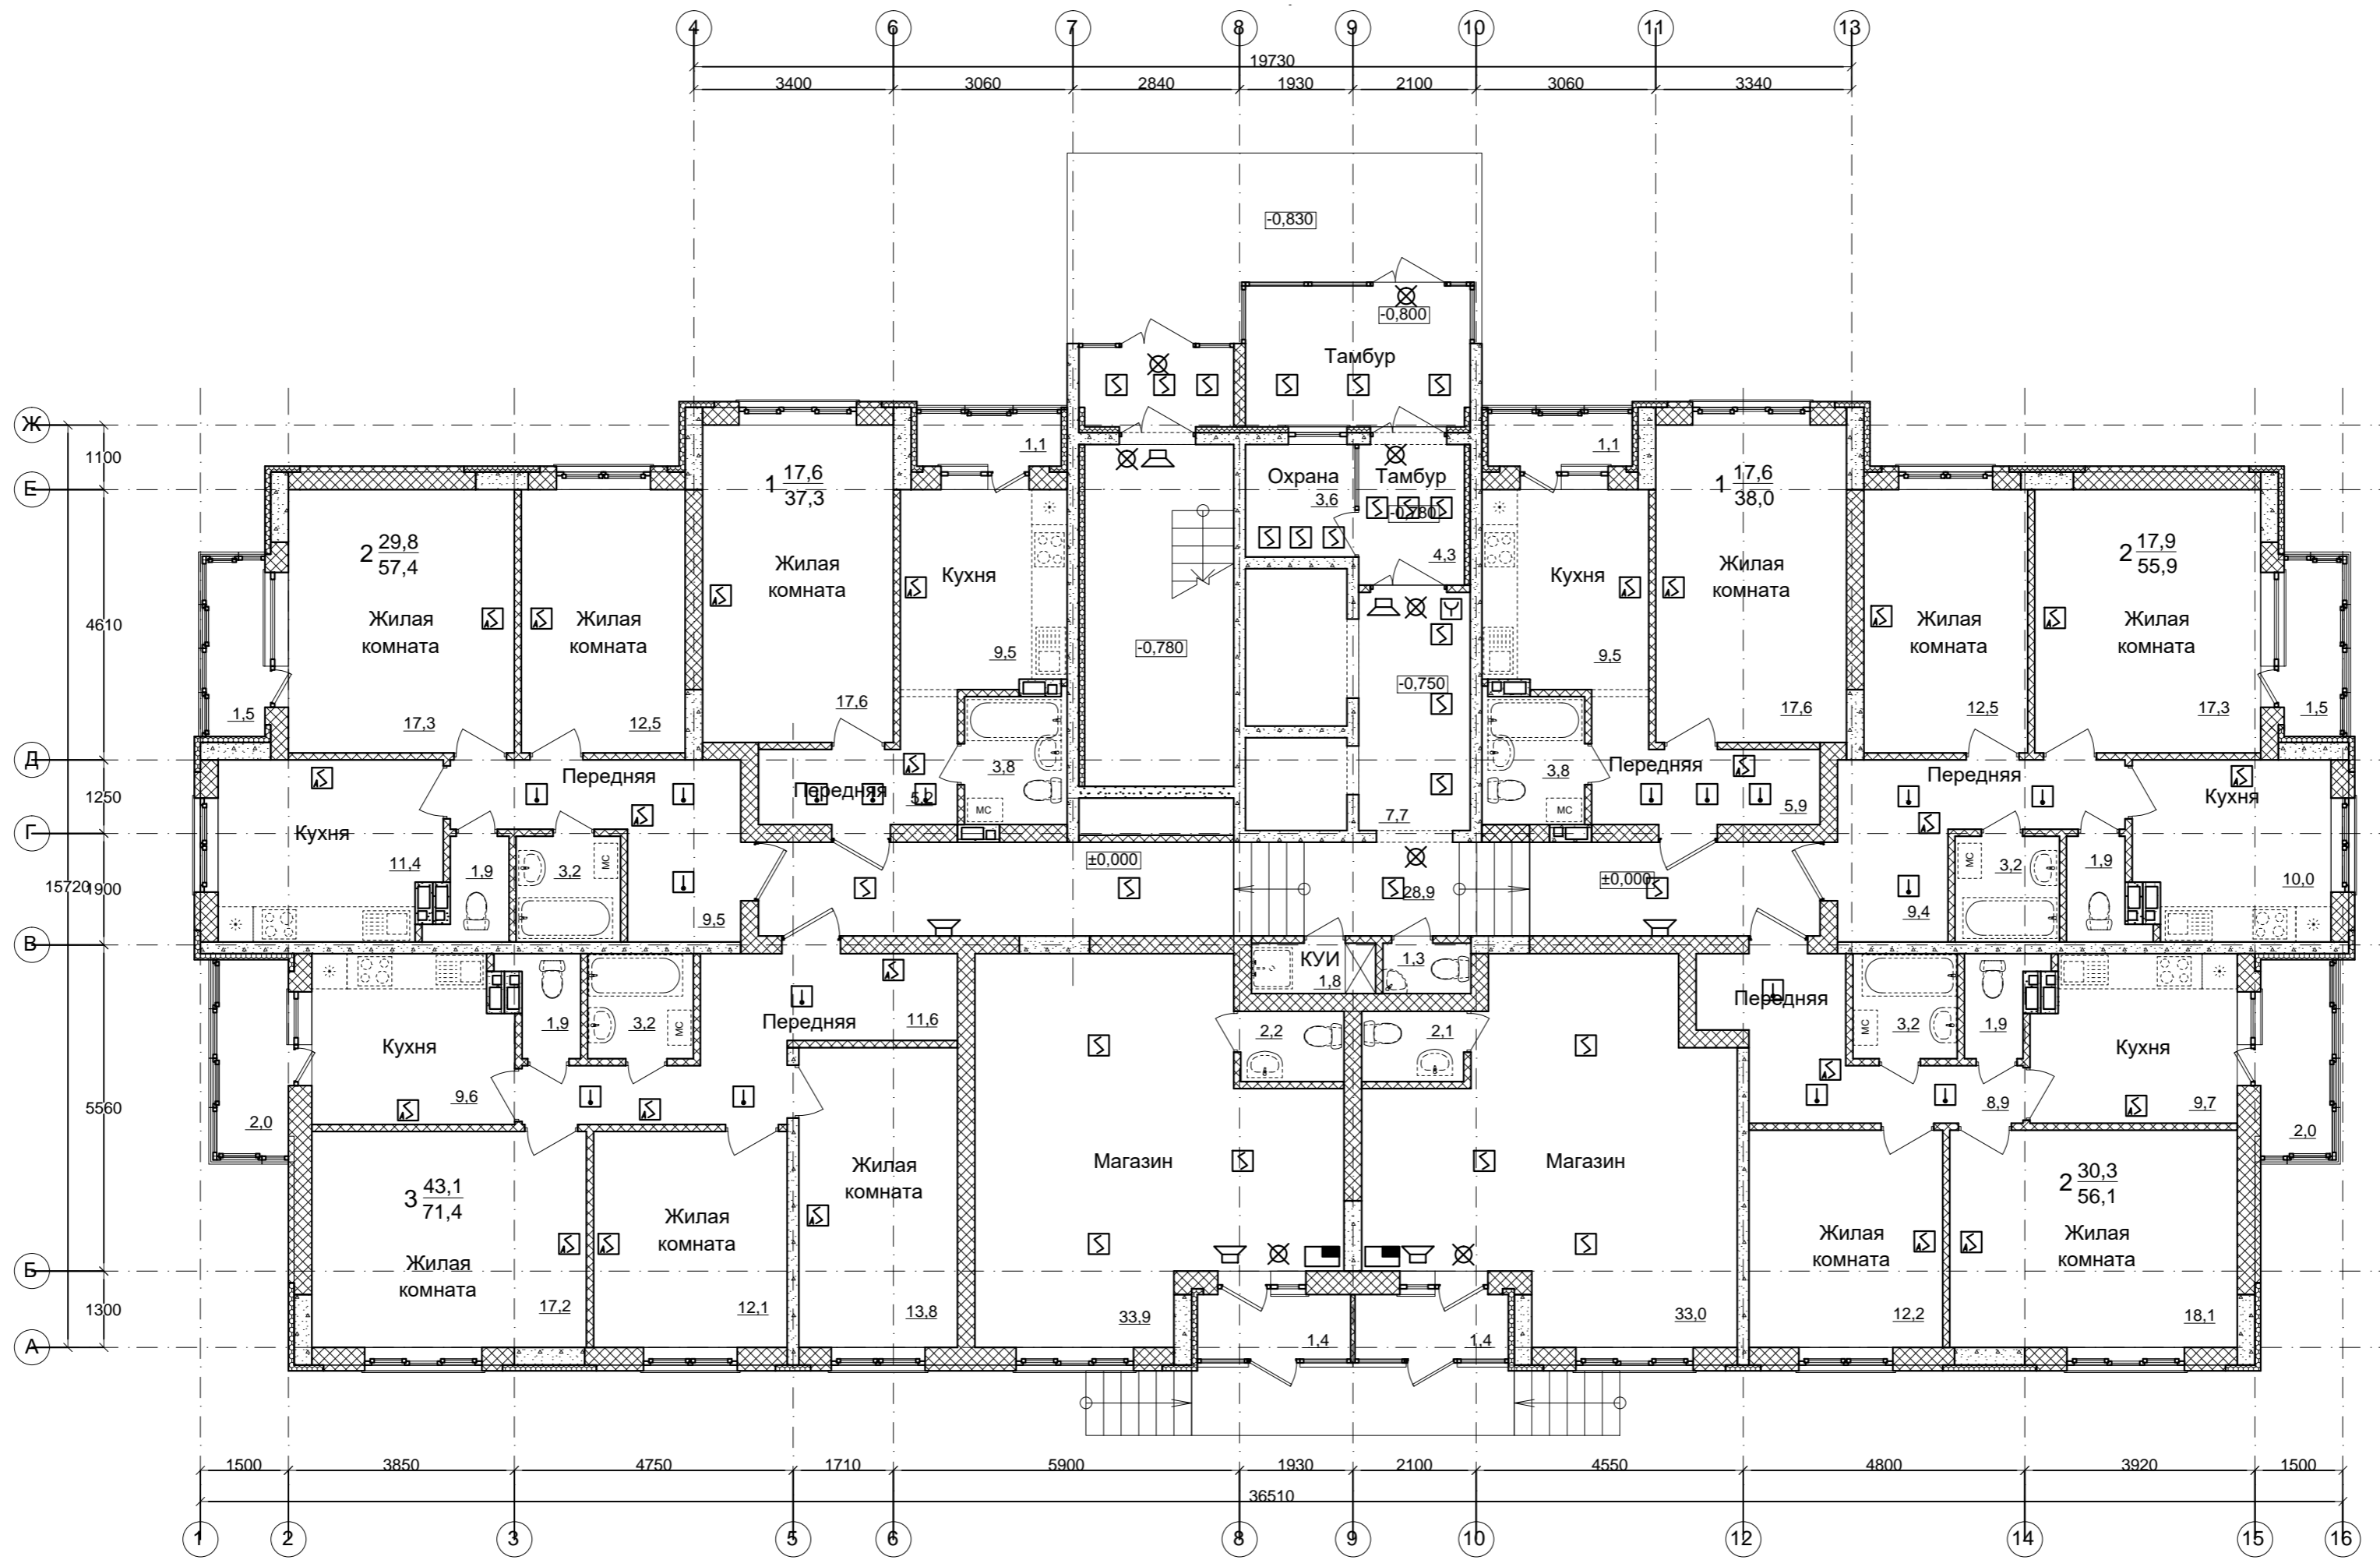 4 6 7 8 9 10 11 13
19730
3400 3060 2840 1930 2100 3060 3340
-0,830
-0,800
Тамбур
Ж
1,1 1,1
1100
Е
1 17,6 Охрана Тамбур 1 17,6
37,3 3,6 38,0
-0,780
2 29,8 2 17,9
57,4 4,3 55,9
Жилая комната Кухня Кухня Жилая комната
Жилая комната Жилая комната Жилая комната Жилая комната
4610
-0,780
9,5 9,5
-0,750
1,5 17,3 12,5 17,6 17,6 12,5 17,3 1,5
Д
Передняя 3,8 3,8 Передняя Передняя
Передняя 5,2 5,9
1250
МС МС
Кухня Кухня
7,7
Г
±0,000 ±0,000
11,4 1,9 3,2 МС МС 3,2 1,9 10,0
15720
1900
28,9
9,5 9,4
В
КУИ
1,8 1,3
Передняя 11,6 Передняя
Кухня 1,9 3,2 МС 2,2 2,1 МС 3,2 1,9 Кухня
9,6 8,9 9,7
5560
2,0 2,0
Магазин Магазин
Жилая
комната
3 43,1 2 30,3
71,4 56,1
Жилая Жилая Жилая Жилая
комната комната комната комната
Б
17,2 12,1 13,8 33,9 33,0 12,2 18,1
1300
1,4 1,4
А
1500 3850 4750 1710 5900 1930 2100 4550 4800 3920 1500
36510
1 2 3 5 6 8 9 10 12 14 15 16